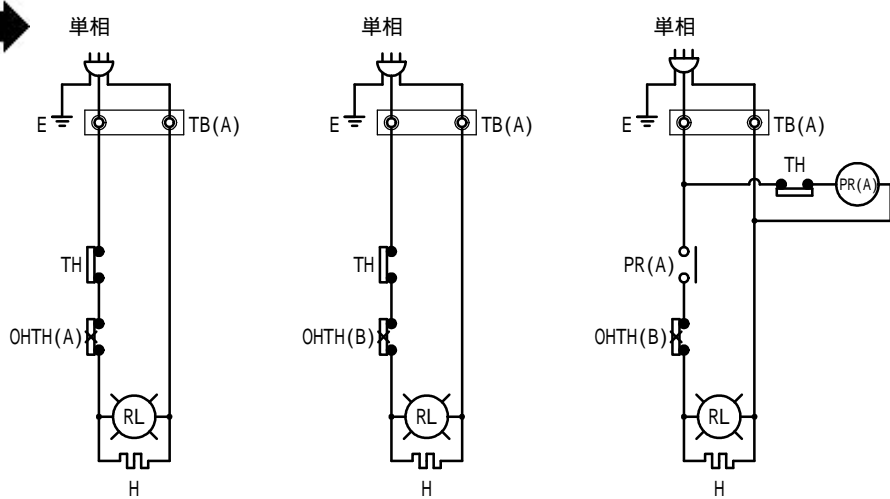 単相
E
TB(A)
TH
OHTH(A)
RL
H
単相
E
TB(A)
TH
OHTH(B)
RL
H
単相
E
TB(A)
TH
PR(A)
PR(A)
OHTH(B)
RL
H